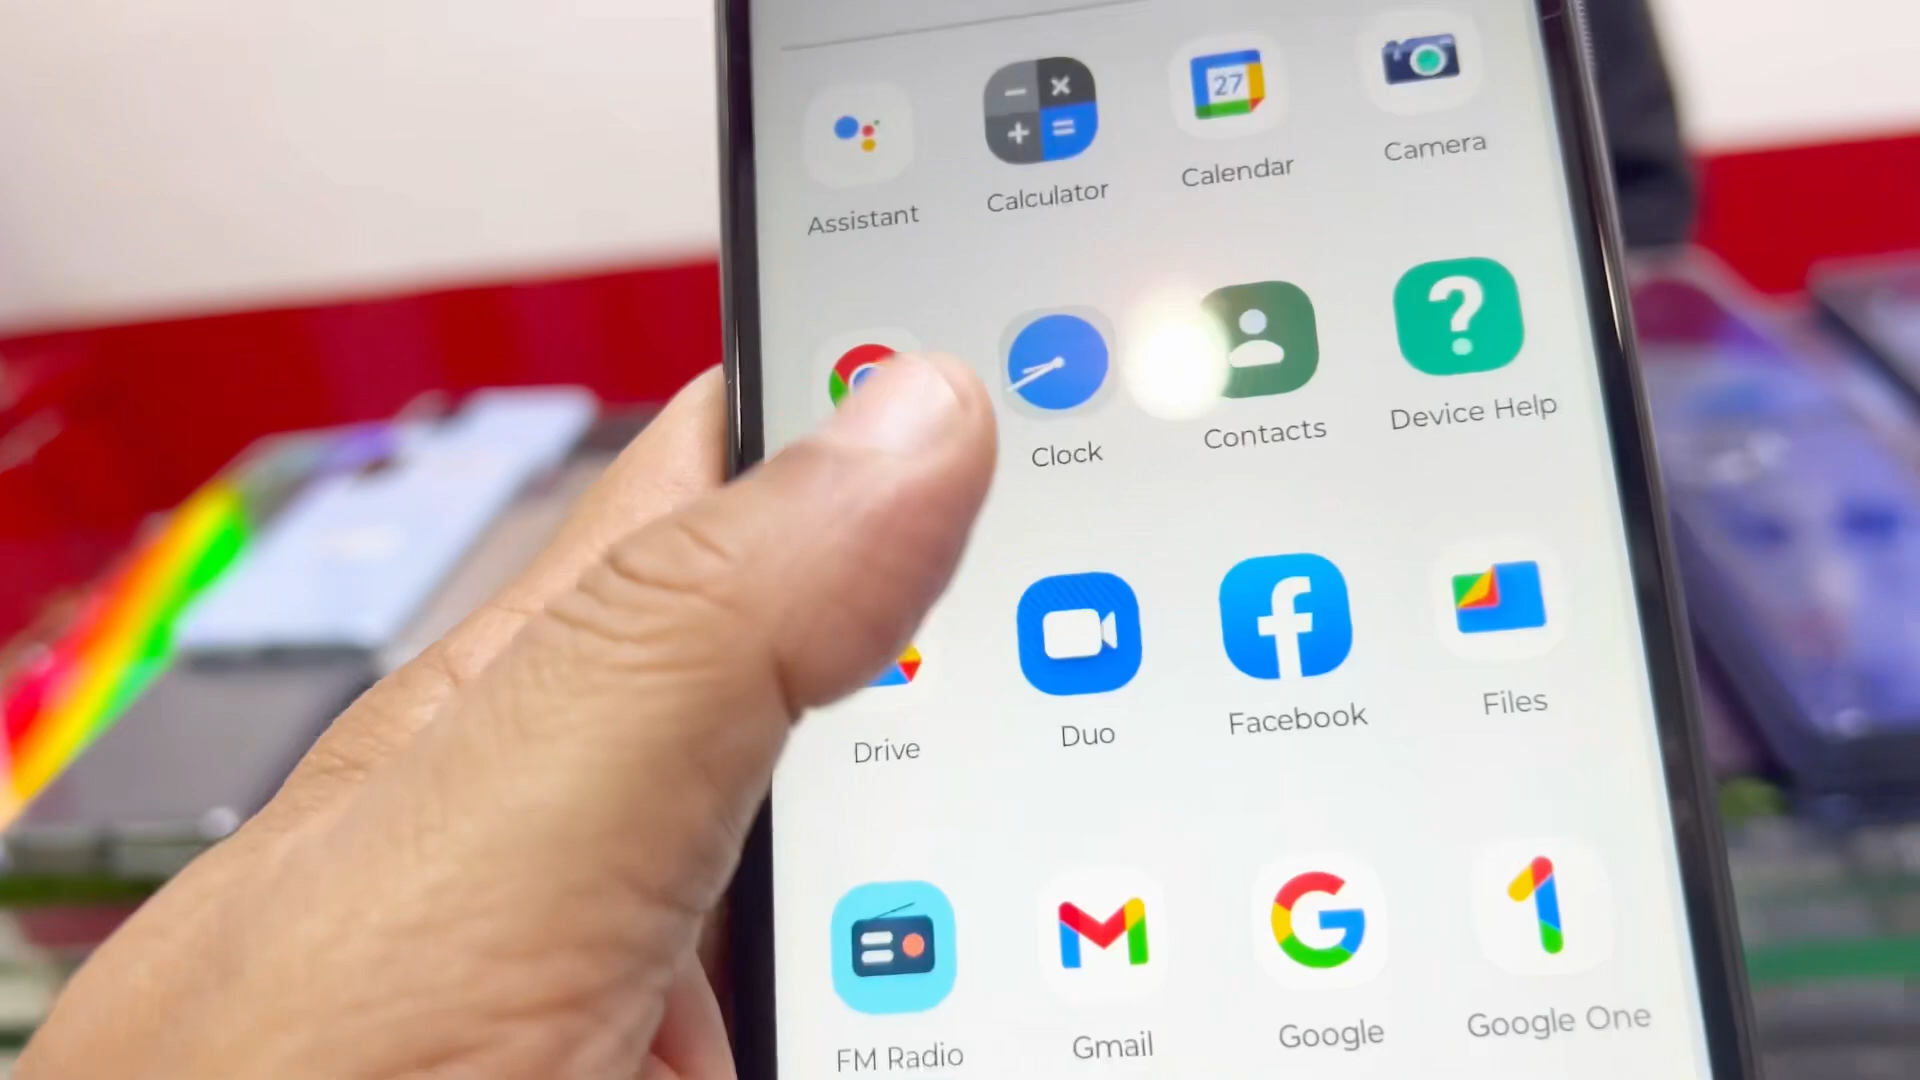 27
Assistant
Calculator
Calendar
Camera
Clock
Contacts
Device Help
Drive
Duo
Facebook
Files
FM Radio
Gmail
Google
Google One